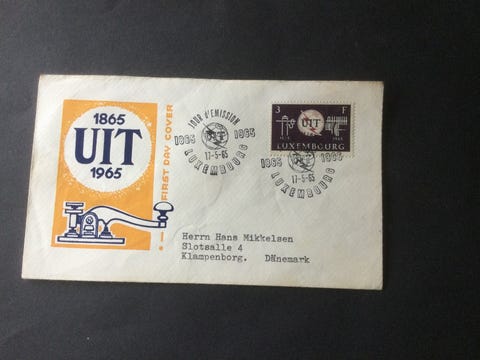 1865
UIT
1965
FIRST DAY COVER
JOUR d'EMISSION
1865 1965
17-5-65
LUXEMBOURG
3 F
UIT
LUXEMBOURG
1865 1965
17-5-65
LUXEMBOURG
Herrn Hans Mikkelsen
Slotsalle 4
Klampenborg. Dänemark